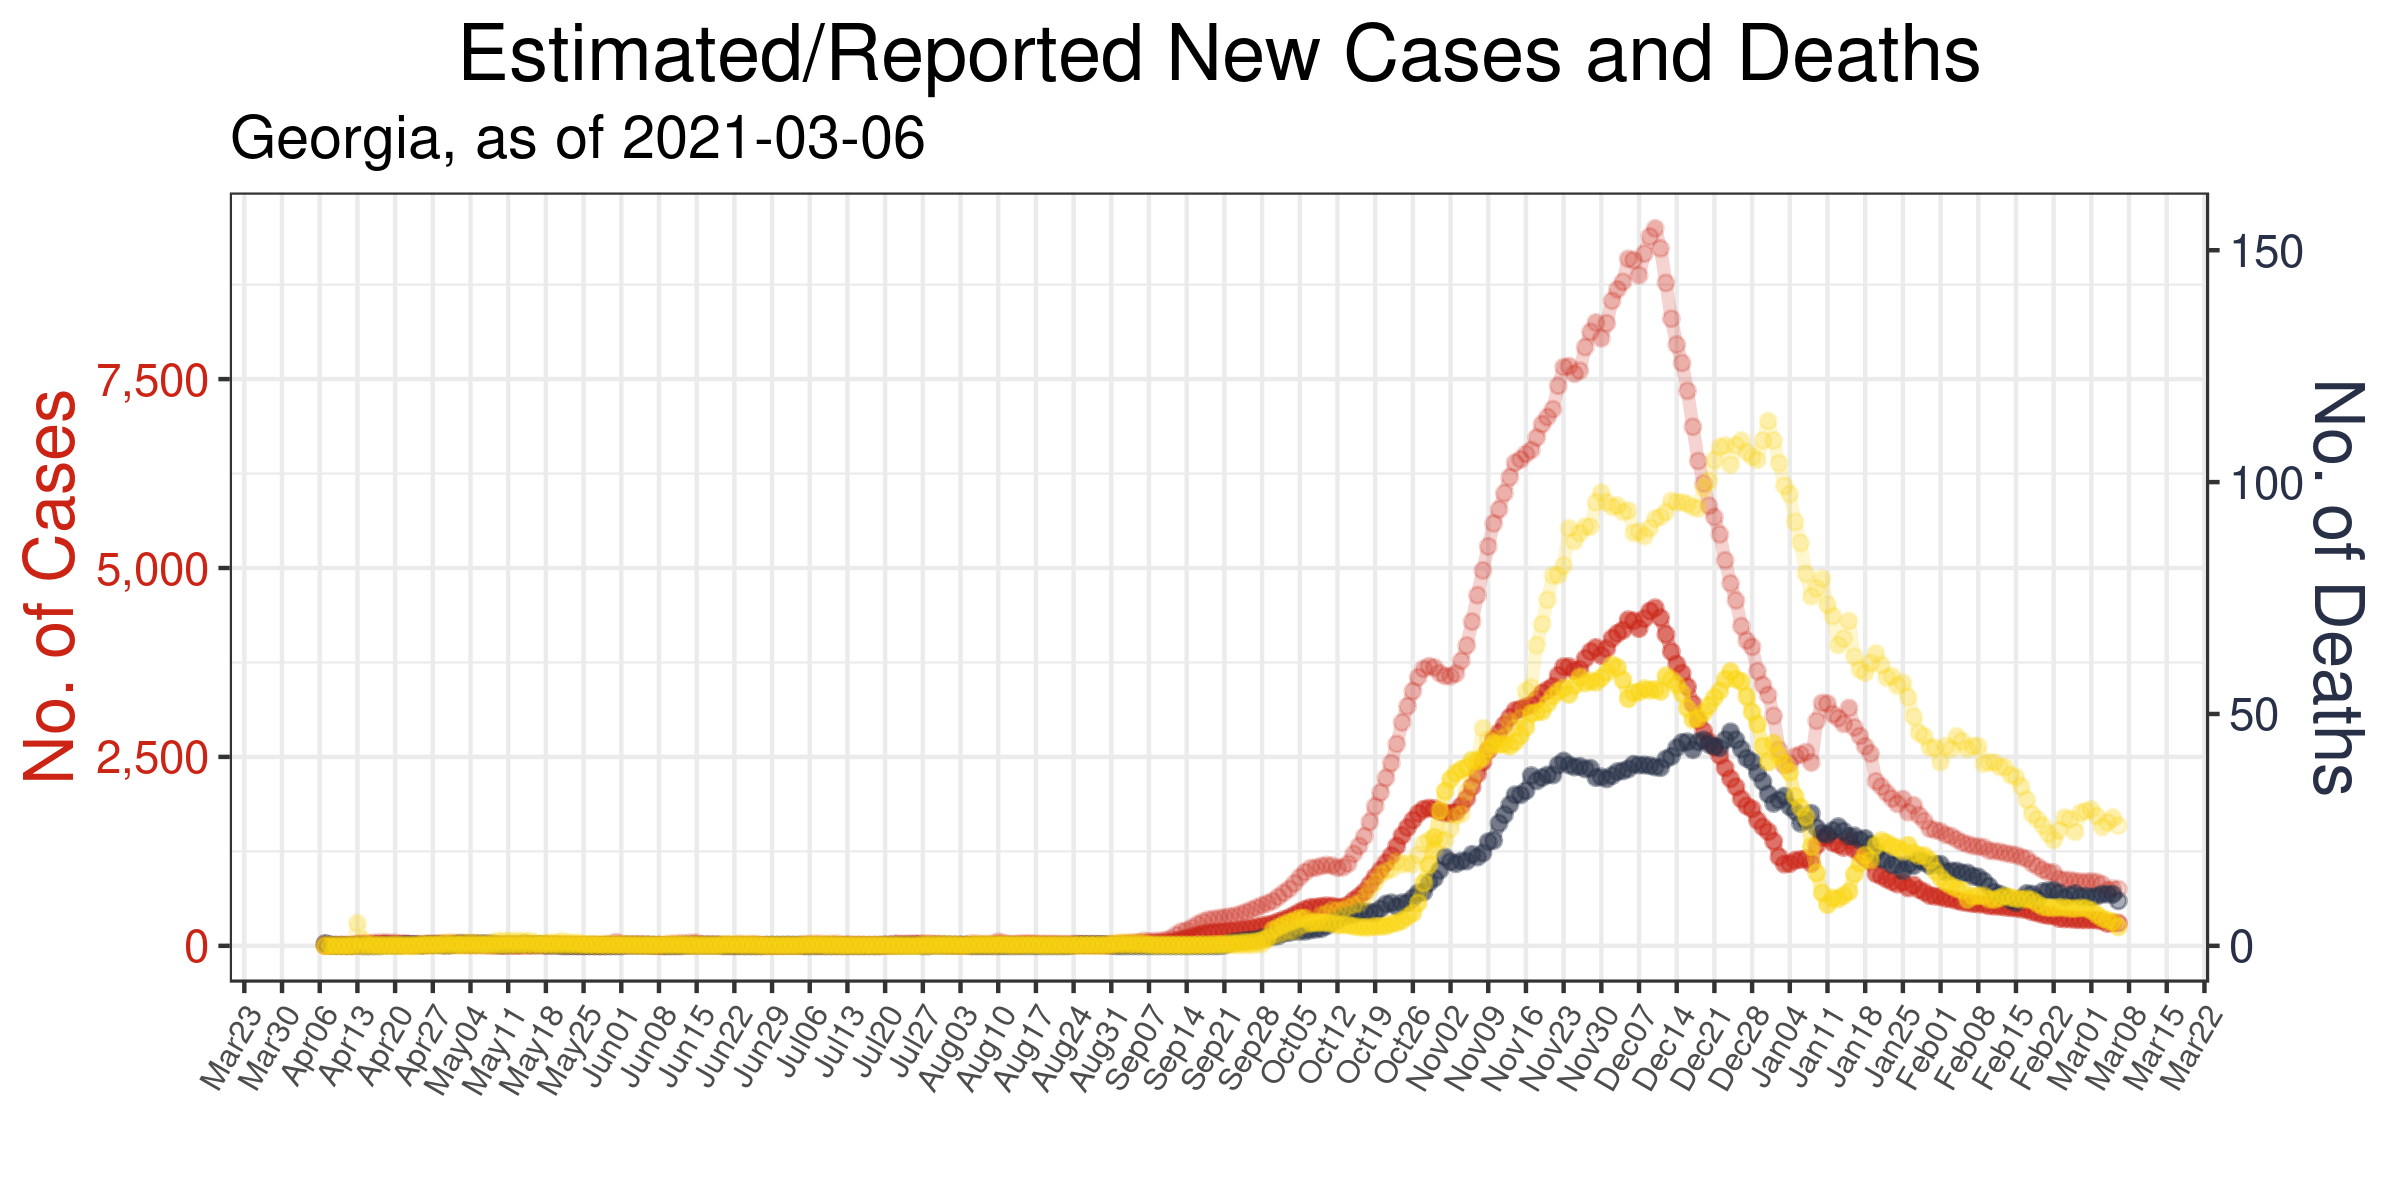 Estimated/Reported New Cases and Deaths
Georgia, as of 2021-03-06
No. of Cases
7,500
5,000
2,500
0
150
100
50
0
No. of Deaths
Mar23 Mar30 Apr06 Apr13 Apr20 Apr27 May04 May11 May18 May25 Jun01 Jun08 Jun15 Jun22 Jun29 Jul06 Jul13 Jul20 Jul27 Aug03 Aug10 Aug17 Aug24 Aug31 Sep07 Sep14 Sep21 Sep28 Oct05 Oct12 Oct19 Oct26 Nov02 Nov09 Nov16 Nov23 Nov30 Dec07 Dec14 Dec21 Dec28 Jan04 Jan11 Jan18 Jan25 Feb01 Feb08 Feb15 Feb22 Mar01 Mar08 Mar15 Mar22